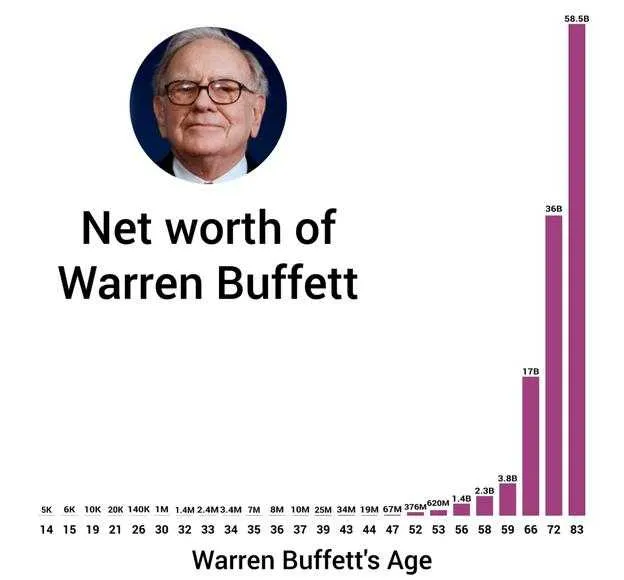 58.5B
36B
Net worth of
Warren Buffett
17B
3.8B
2.3B
1.4B
5K 6K 10K 20K 140K 1M 1.4M 2.4M 3.4M 7M 8M 10M 25M 34M 19M 67M 376M 620M
14 15 19 21 26 30 32 33 34 35 36 37 39 43 44 47 52 53 56 58 59 66 72 83
Warren Buffett's Age